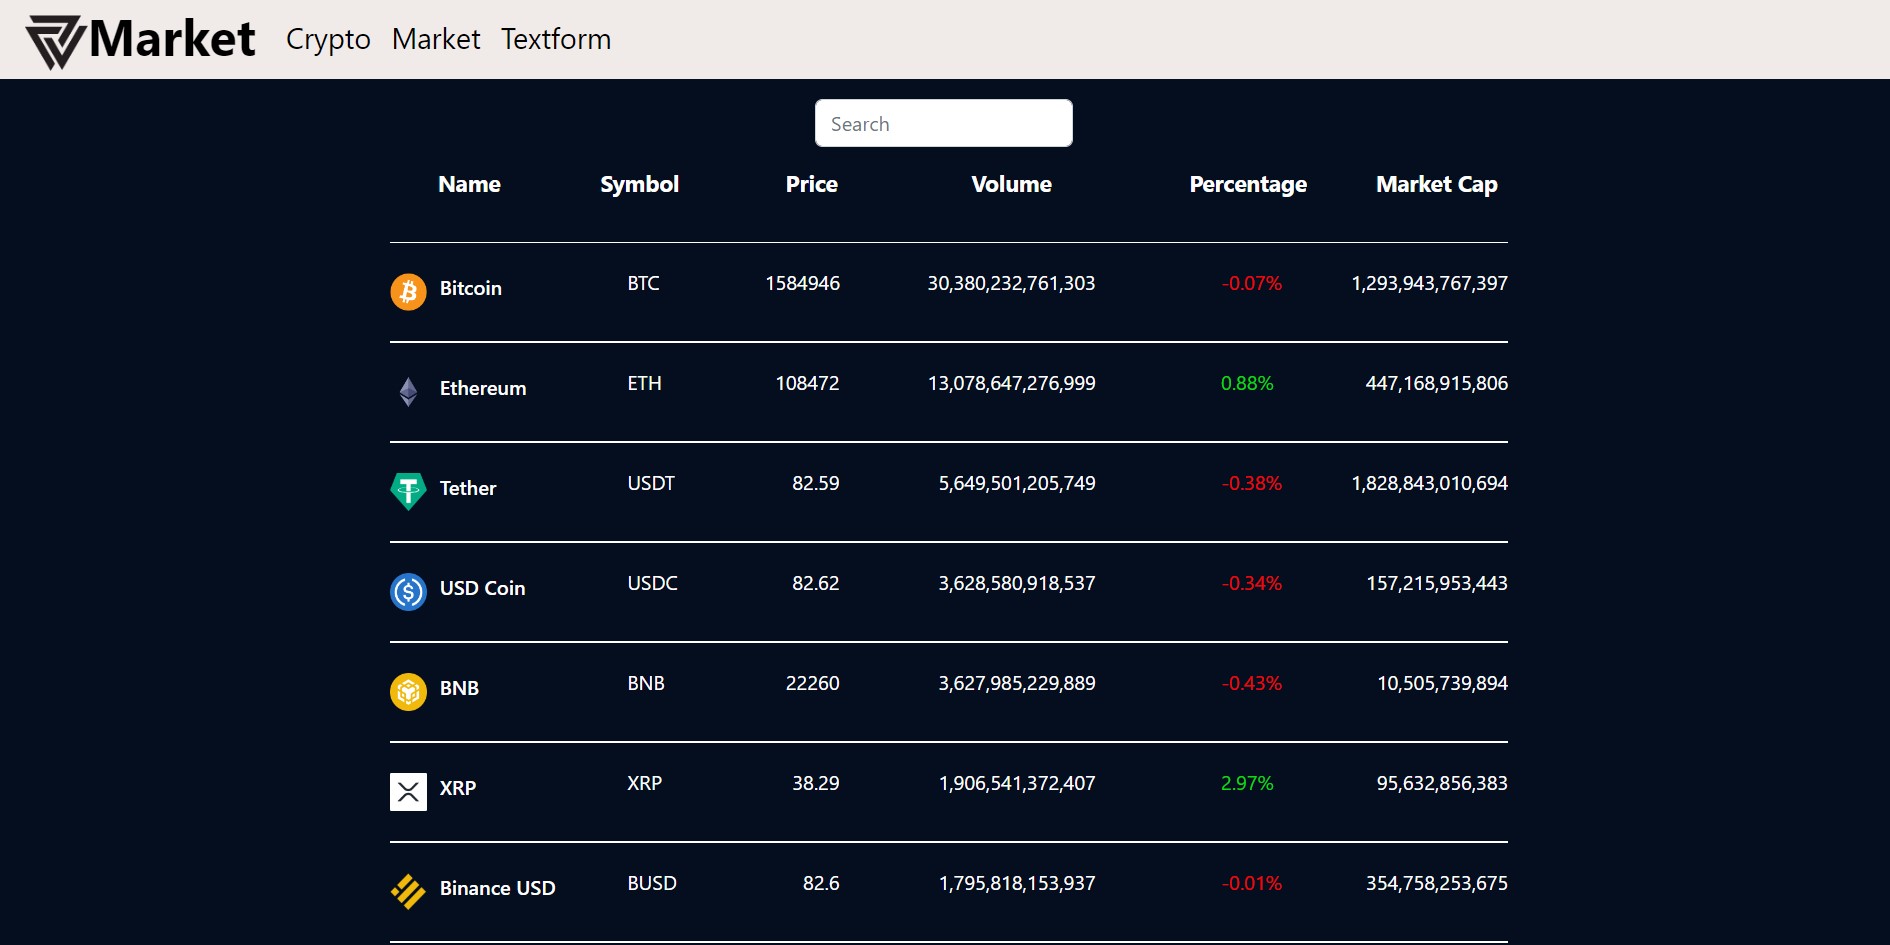 Market Crypto Market Textform
Search
Name Symbol Price Volume Percentage Market Cap
Bitcoin BTC 1584946 30,380,232,761,303 -0.07% 1,293,943,767,397
Ethereum ETH 108472 13,078,647,276,999 0.88% 447,168,915,806
Tether USDT 82.59 5,649,501,205,749 -0.38% 1,828,843,010,694
USD Coin USDC 82.62 3,628,580,918,537 -0.34% 157,215,953,443
BNB BNB 22260 3,627,985,229,889 -0.43% 10,505,739,894
XRP XRP 38.29 1,906,541,372,407 2.97% 95,632,856,383
Binance USD BUSD 82.6 1,795,818,153,937 -0.01% 354,758,253,675